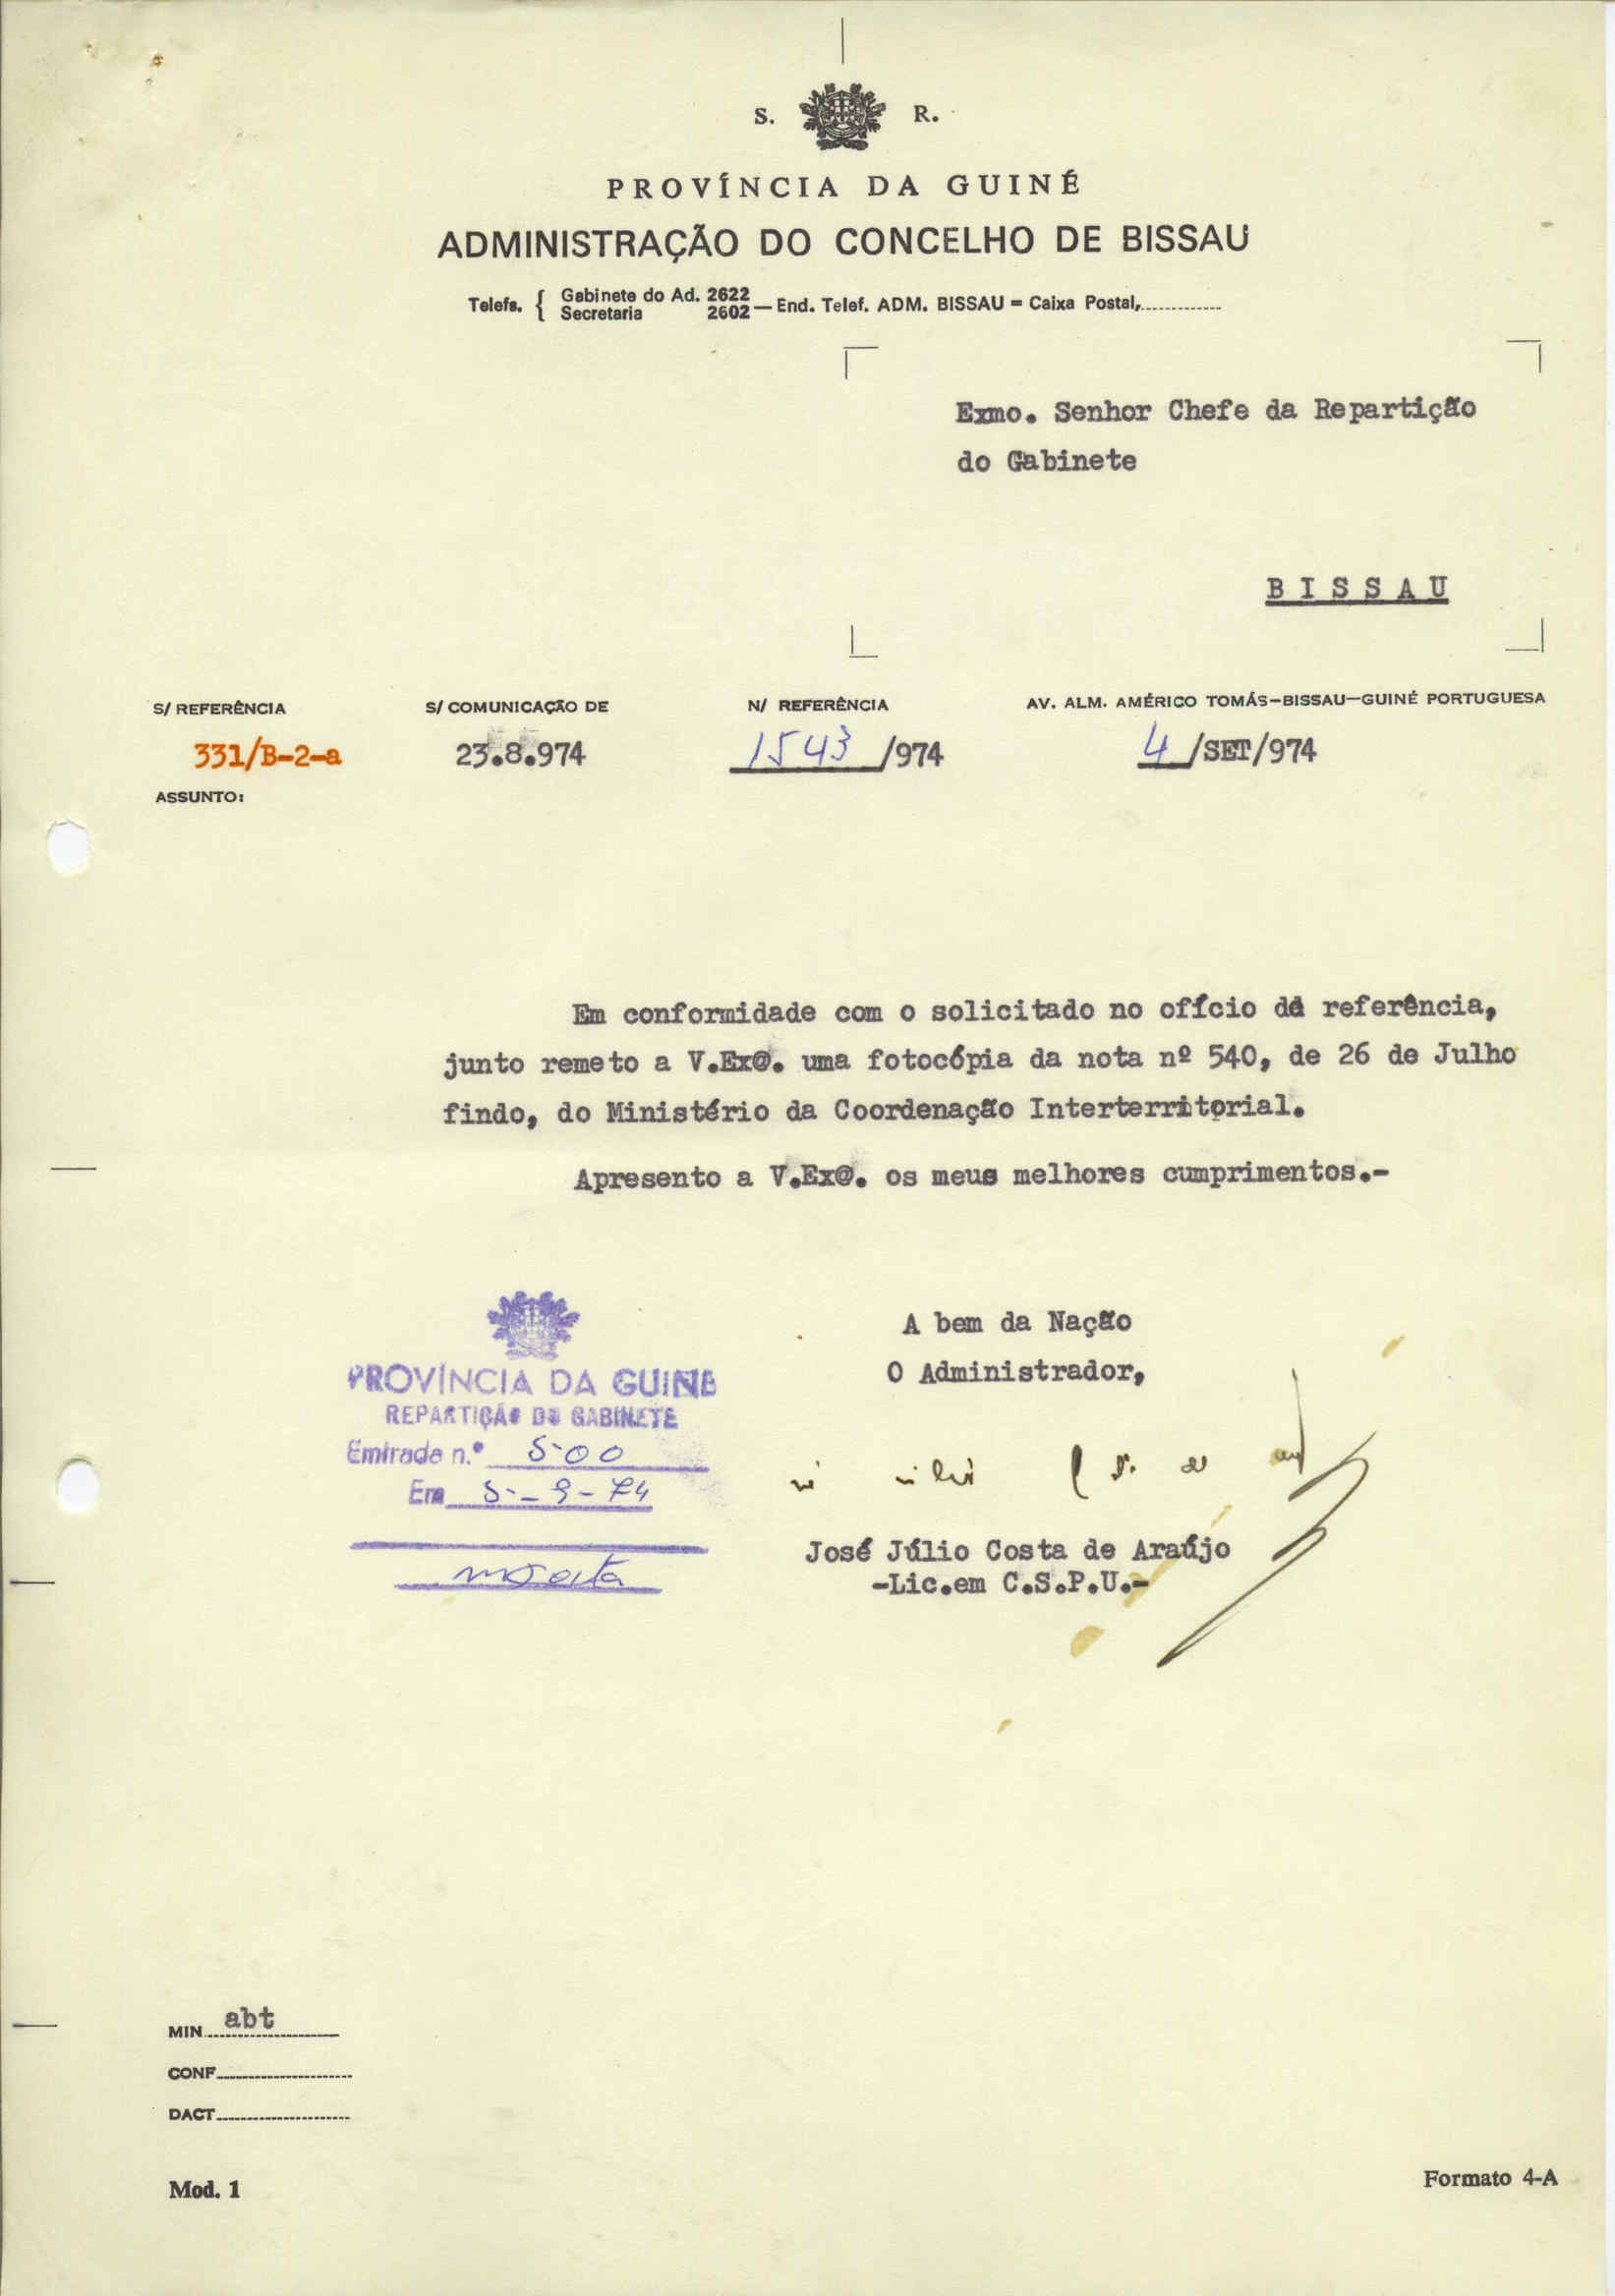 S. R.
PROVÍNCIA DA GUINÉ
ADMINISTRAÇÃO DO CONCELHO DE BISSAU
Telefs. { Gabinete do Ad. 2622
Secretaria 2602 — End. Telef. ADM. BISSAU = Caixa Postal,
Exmo. Senhor Chefe da Repartição
do Gabinete
BISSAU
S/ REFERÊNCIA S/ COMUNICAÇÃO DE N/ REFERÊNCIA AV. ALM. AMÉRICO TOMÁS—BISSAU—GUINÉ PORTUGUESA
331/B-2-a 23.8.974 1543/974 4/SET/974
ASSUNTO:
Em conformidade com o solicitado no ofício de referência,
junto remeto a V.Ex@. uma fotocópia da nota nº 540, de 26 de Julho
findo, do Ministério da Coordenação Interterritorial.
Apresento a V.Ex@. os meus melhores cumprimentos.-
A bem da Nação
O Administrador,
José Júlio Costa de Araújo
-Lic.em C.S.P.U.-
PROVÍNCIA DA GUINÉ
REPARTIÇÃO DO GABINETE
Entrada n.º 500
Em 5-9-74
MIN abt
CONF
DACT
Mod. 1
Formato 4-A